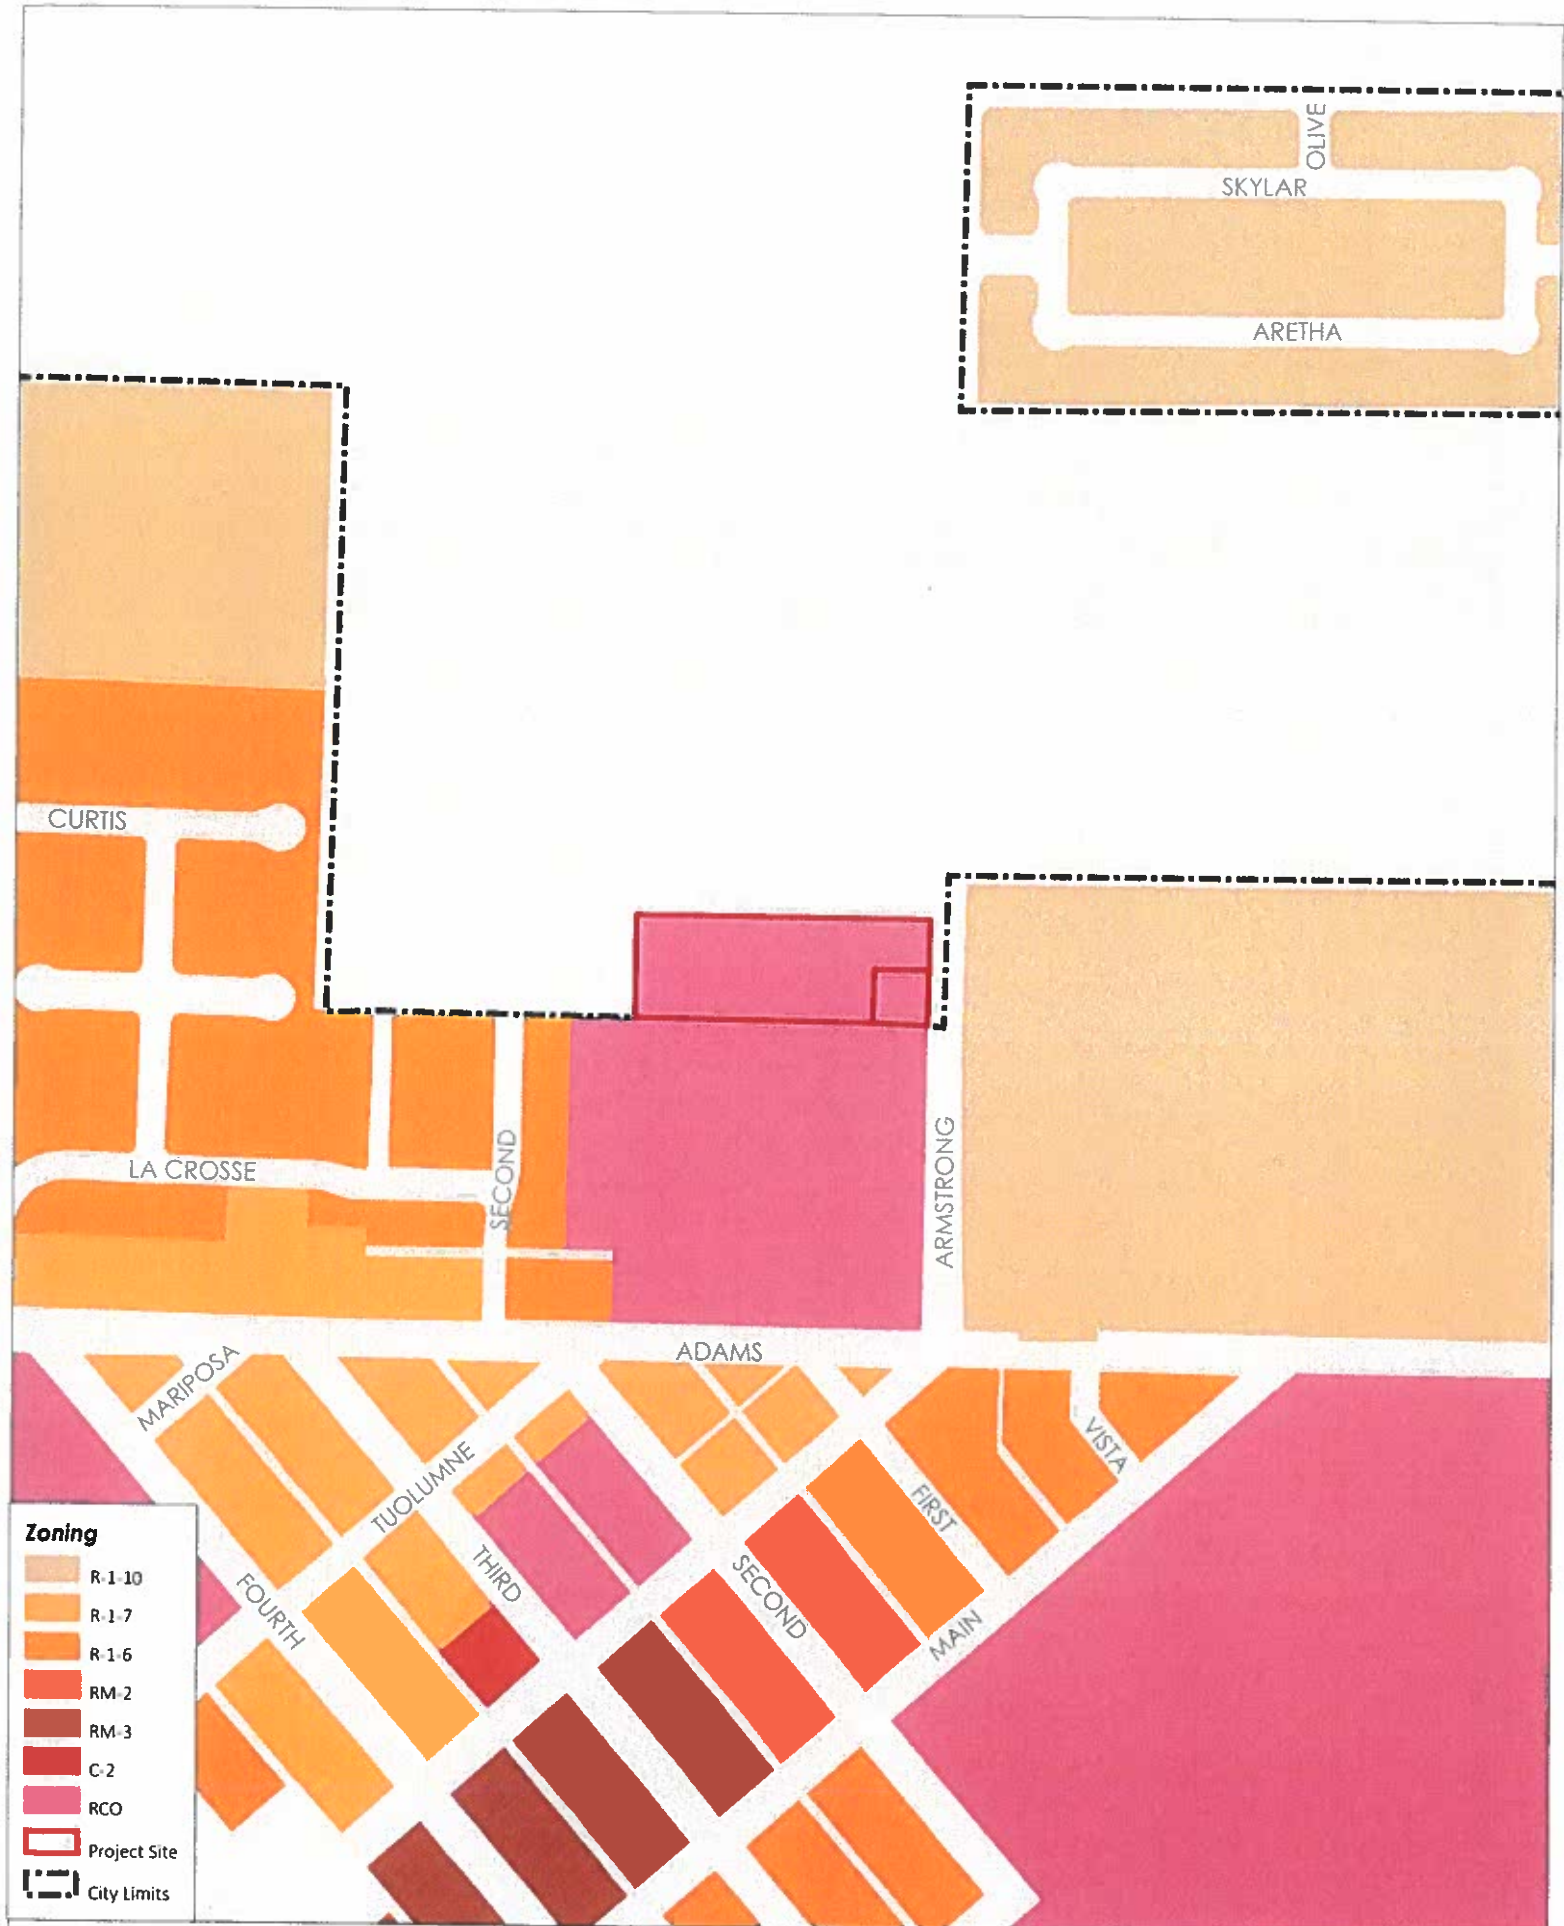 OLIVE
SKYLAR
ARETHA
CURTIS
LA CROSSE
SECOND
ARMSTRONG
ADAMS
MARIPOSA
TUOLUMNE
VISTA
FIRST
THIRD
SECOND
FOURTH
MAIN
Zoning
R-1-10
R-1-7
R-1-6
RM-2
RM-3
C-2
RCO
Project Site
City Limits